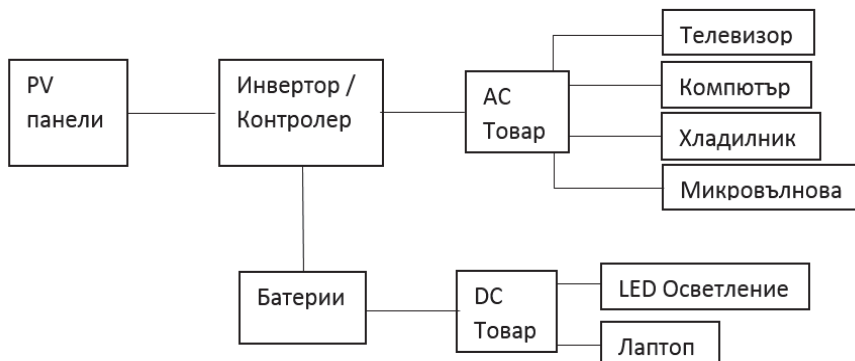 PV
панели
Инвертор /
Контролер
AC
Товар
Телевизор
Компютър
Хладилник
Микровълнова
Батерии
DC
Товар
LED Осветление
Лаптоп